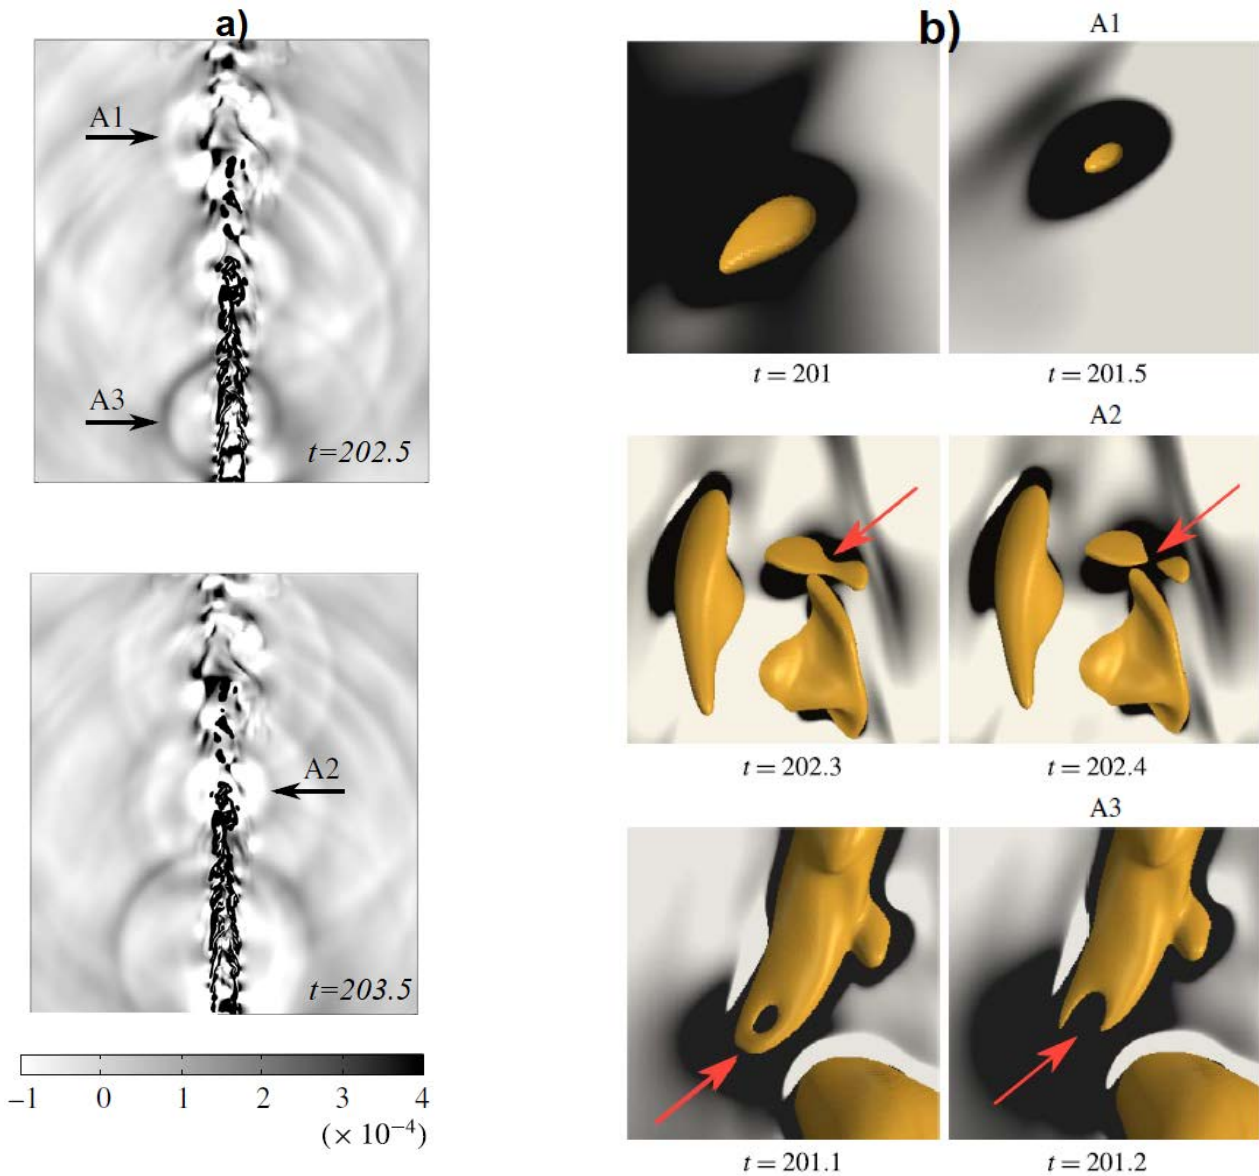 a)
A1
A3
t=202.5
A2
t=203.5
−1 0 1 2 3 4
(× 10⁻⁴)
b)
A1
t = 201
t = 201.5
A2
t = 202.3
t = 202.4
A3
t = 201.1
t = 201.2